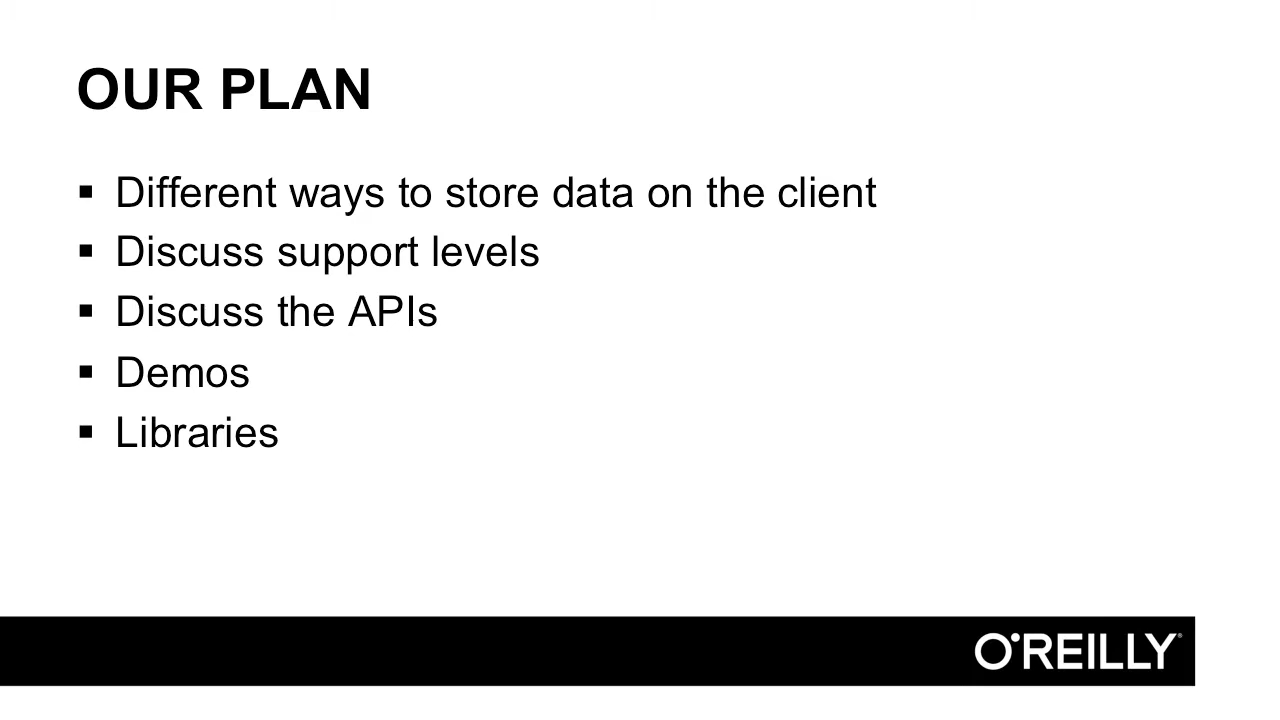 OUR PLAN
▪ Different ways to store data on the client
▪ Discuss support levels
▪ Discuss the APIs
▪ Demos
▪ Libraries
O'REILLY®